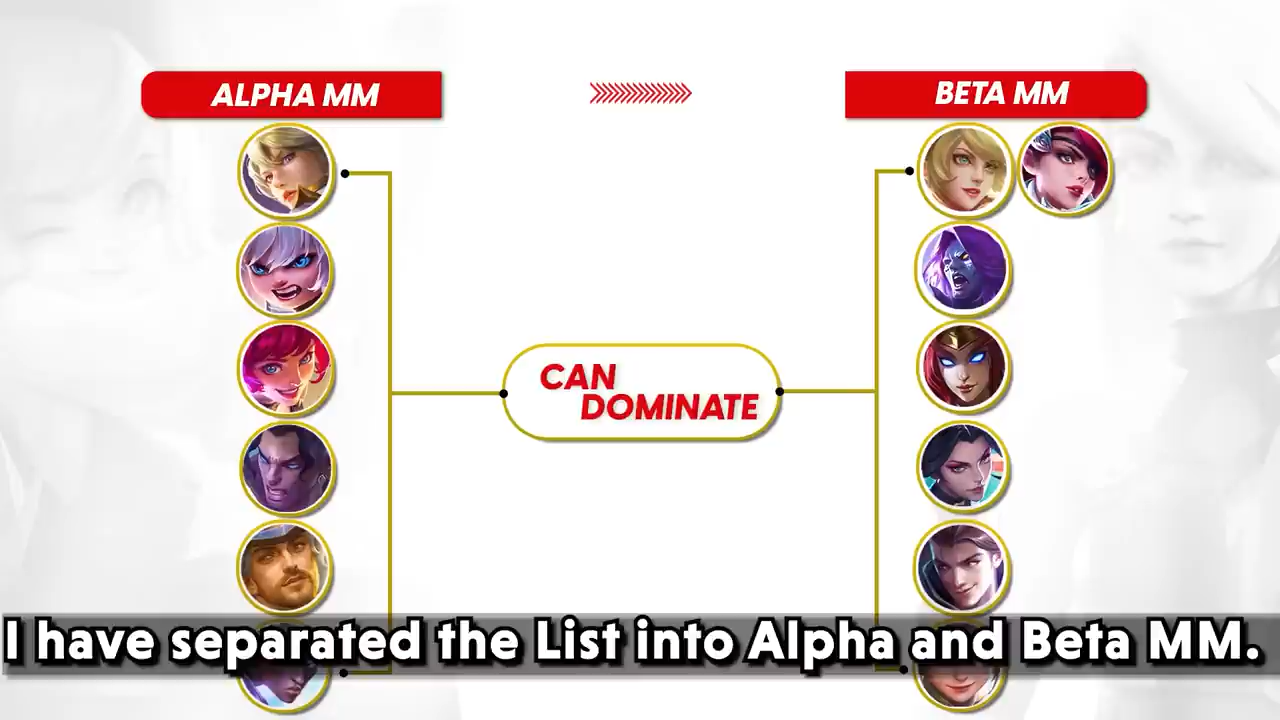 ALPHA MM
BETA MM
CAN
DOMINATE
I have separated the List into Alpha and Beta MM.